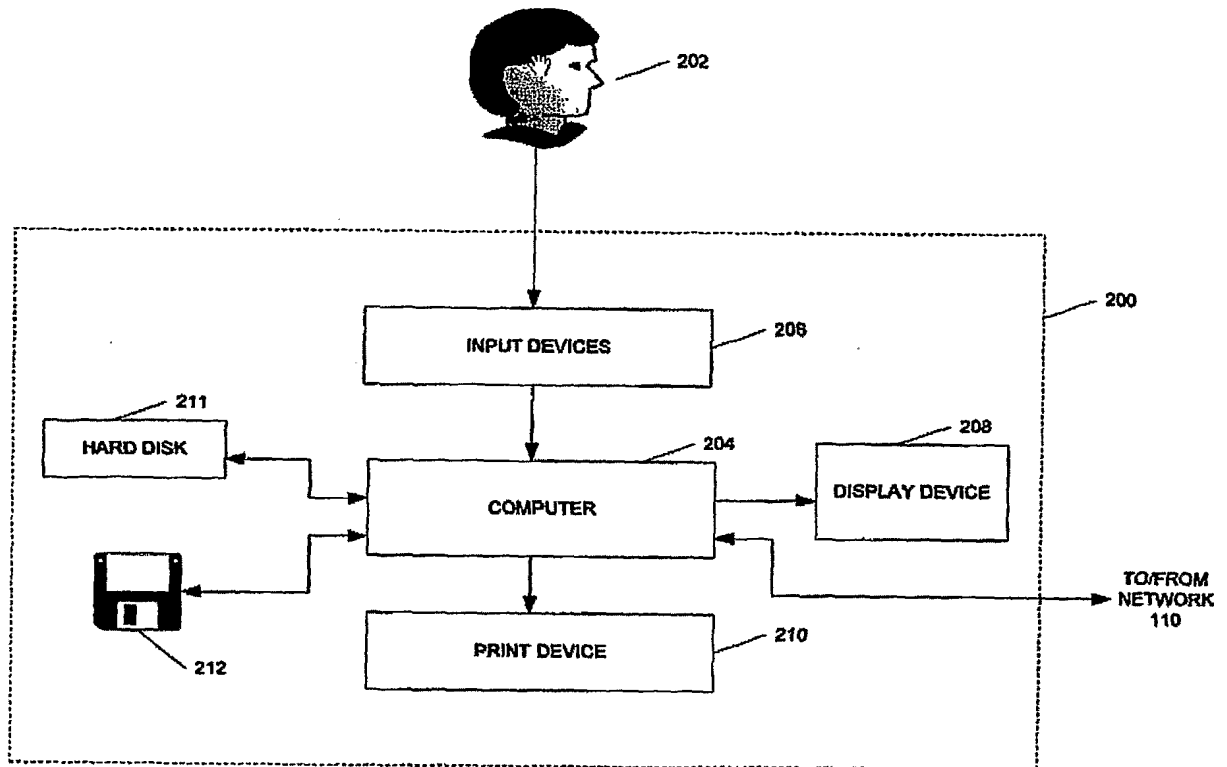 202
200
INPUT DEVICES
206
211
HARD DISK
204
COMPUTER
208
DISPLAY DEVICE
TO/FROM
NETWORK
110
PRINT DEVICE
210
212